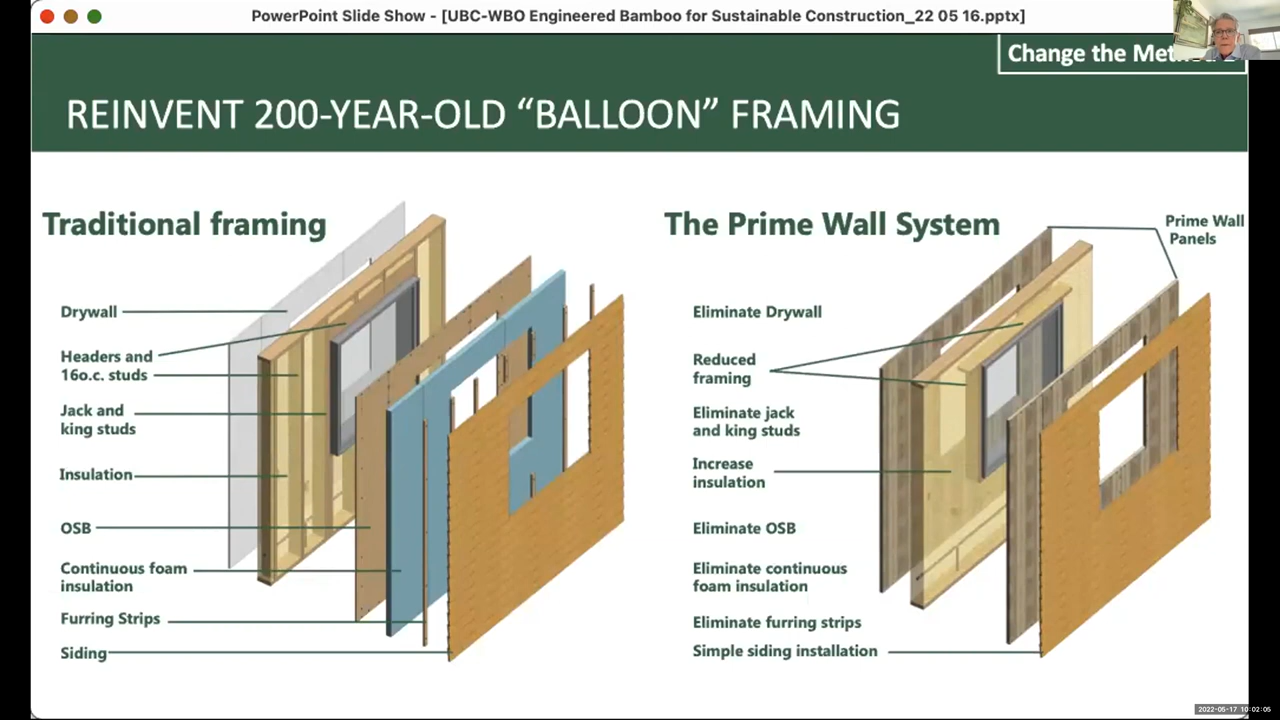 PowerPoint Slide Show - [UBC-WBO Engineered Bamboo for Sustainable Construction_22 05 16.pptx]
Change the
REINVENT 200-YEAR-OLD “BALLOON” FRAMING
Traditional framing
Drywall
Headers and
16o.c. studs
Jack and
king studs
Insulation
OSB
Continuous foam
insulation
Furring Strips
Siding
The Prime Wall System
Prime Wall
Panels
Eliminate Drywall
Reduced
framing
Eliminate jack
and king studs
Increase
insulation
Eliminate OSB
Eliminate continuous
foam insulation
Eliminate furring strips
Simple siding installation
2022-05-17 10:02:05